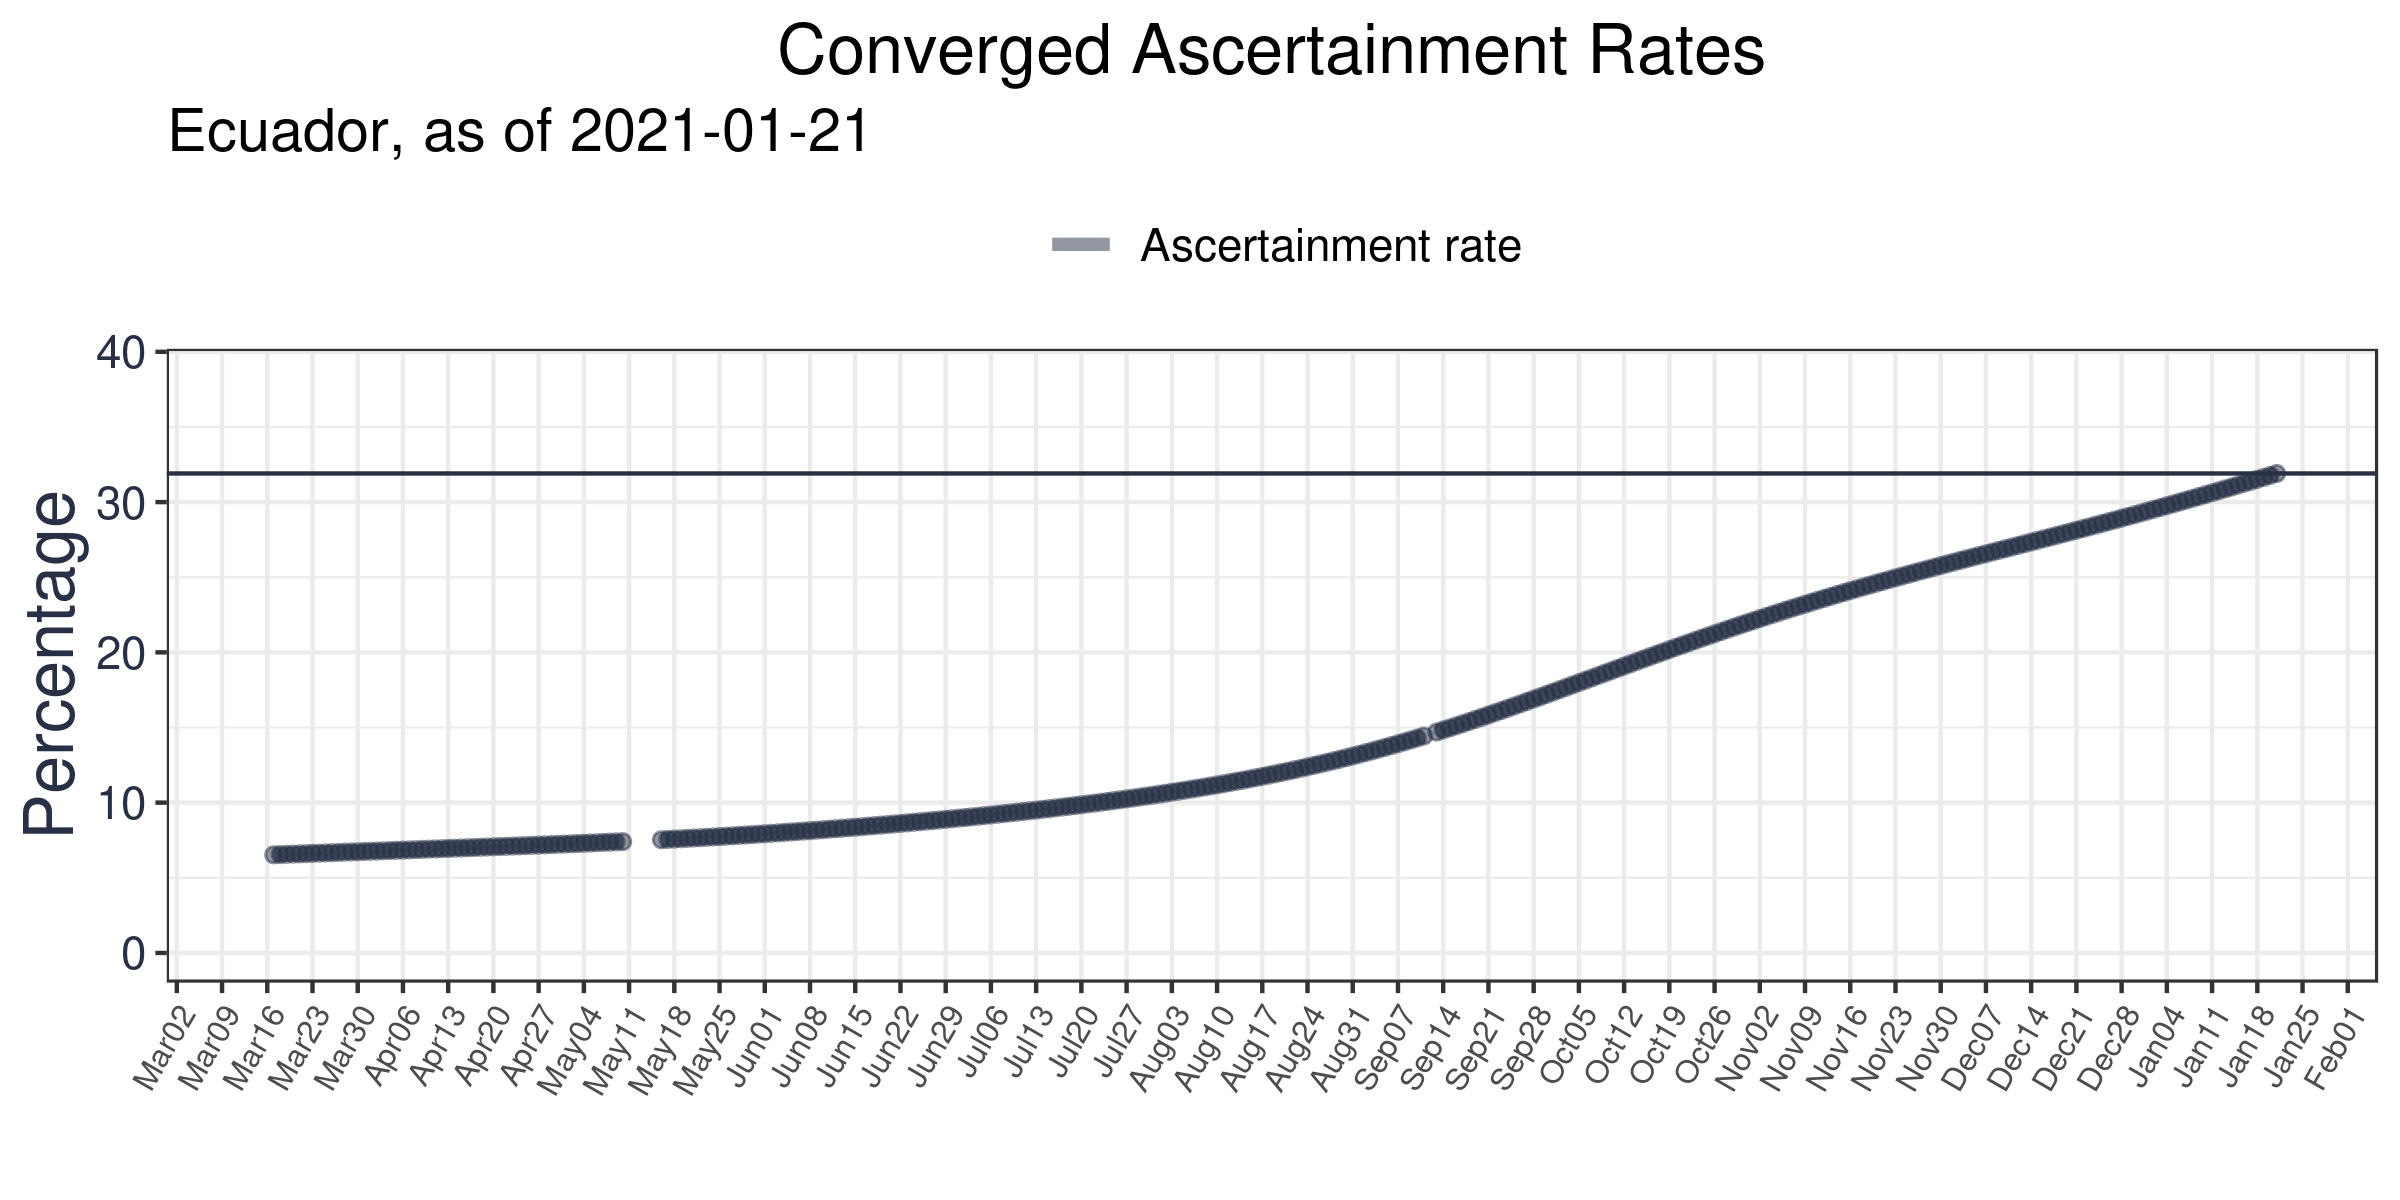 Converged Ascertainment Rates
Ecuador, as of 2021-01-21
Ascertainment rate
Percentage
40
30
20
10
0
Mar02
Mar09
Mar16
Mar23
Mar30
Apr06
Apr13
Apr20
Apr27
May04
May11
May18
May25
Jun01
Jun08
Jun15
Jun22
Jun29
Jul06
Jul13
Jul20
Jul27
Aug03
Aug10
Aug17
Aug24
Aug31
Sep07
Sep14
Sep21
Sep28
Oct05
Oct12
Oct19
Oct26
Nov02
Nov09
Nov16
Nov23
Nov30
Dec07
Dec14
Dec21
Dec28
Jan04
Jan11
Jan18
Jan25
Feb01